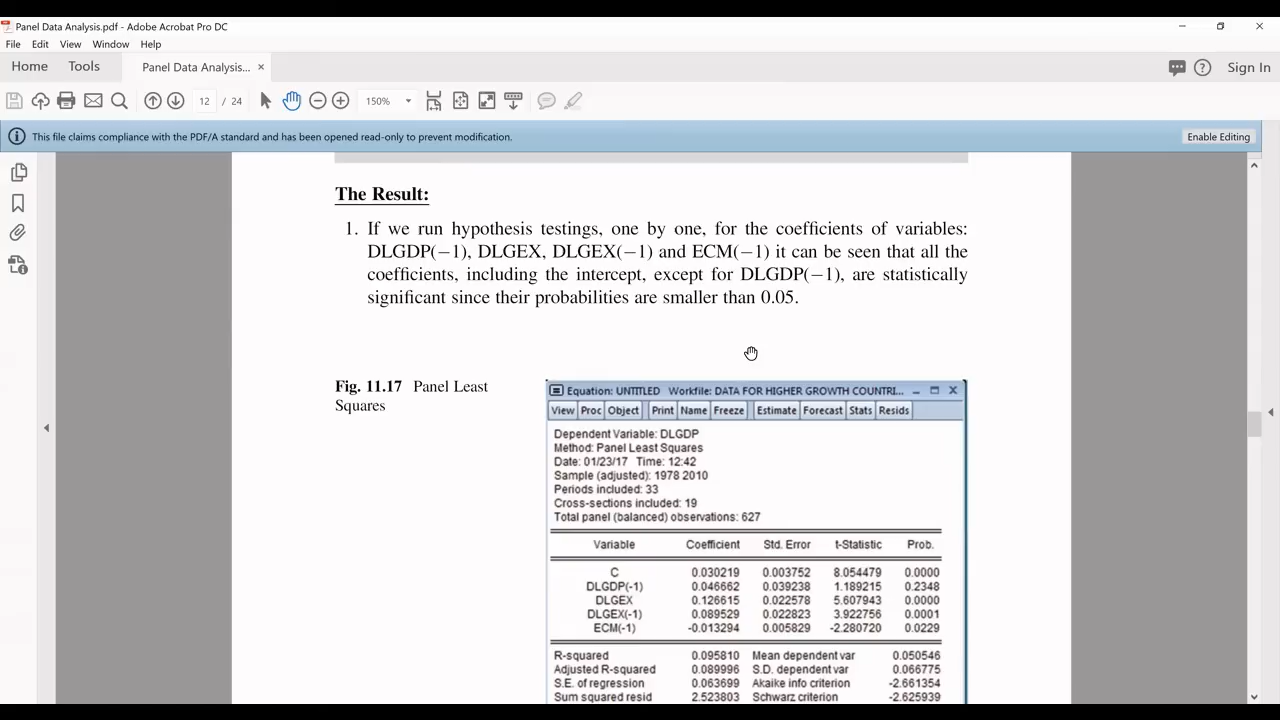 Panel Data Analysis.pdf - Adobe Acrobat Pro DC
File Edit View Window Help
Home Tools Panel Data Analysis... × Sign In
12 / 24 150%
This file claims compliance with the PDF/A standard and has been opened read-only to prevent modification. Enable Editing
The Result:
1. If we run hypothesis testings, one by one, for the coefficients of variables:
DLGDP(−1), DLGEX, DLGEX(−1) and ECM(−1) it can be seen that all the
coefficients, including the intercept, except for DLGDP(−1), are statistically
significant since their probabilities are smaller than 0.05.
Fig. 11.17 Panel Least
Squares
Equation: UNTITLED Workfile: DATA FOR HIGHER GROWTH COUNTRI...
View Proc Object Print Name Freeze Estimate Forecast Stats Resids
Dependent Variable: DLGDP
Method: Panel Least Squares
Date: 01/23/17 Time: 12:42
Sample (adjusted): 1978 2010
Periods included: 33
Cross-sections included: 19
Total panel (balanced) observations: 627
Variable Coefficient Std. Error t-Statistic Prob.
C 0.030219 0.003752 8.054479 0.0000
DLGDP(-1) 0.046662 0.039238 1.189215 0.2348
DLGEX 0.126615 0.022578 5.607943 0.0000
DLGEX(-1) 0.089529 0.022823 3.922756 0.0001
ECM(-1) -0.013294 0.005829 -2.280720 0.0229
R-squared 0.095810 Mean dependent var 0.050546
Adjusted R-squared 0.089996 S.D. dependent var 0.066775
S.E. of regression 0.063699 Akaike info criterion -2.661354
Sum squared resid 2.523803 Schwarz criterion -2.625939